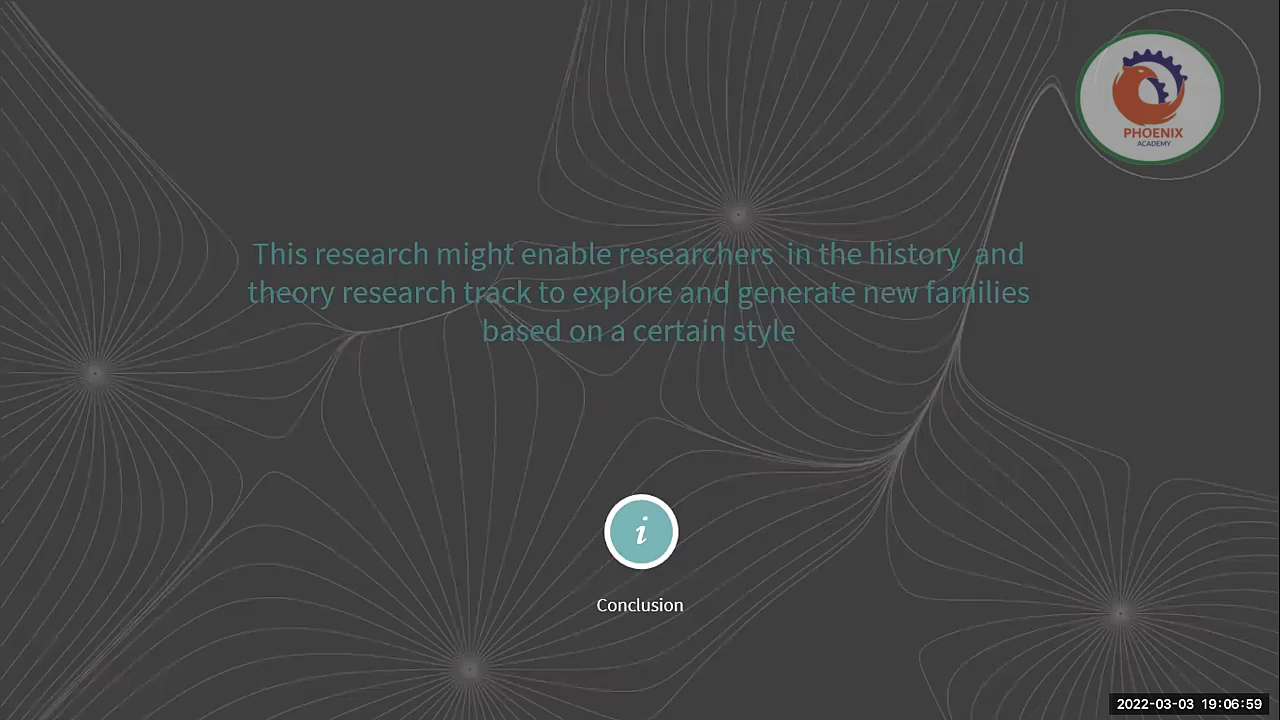 PHOENIX
ACADEMY
This research might enable researchers  in the history  and
theory research track to explore and generate new families
based on a certain style
i
Conclusion
2022-03-03 19:06:59